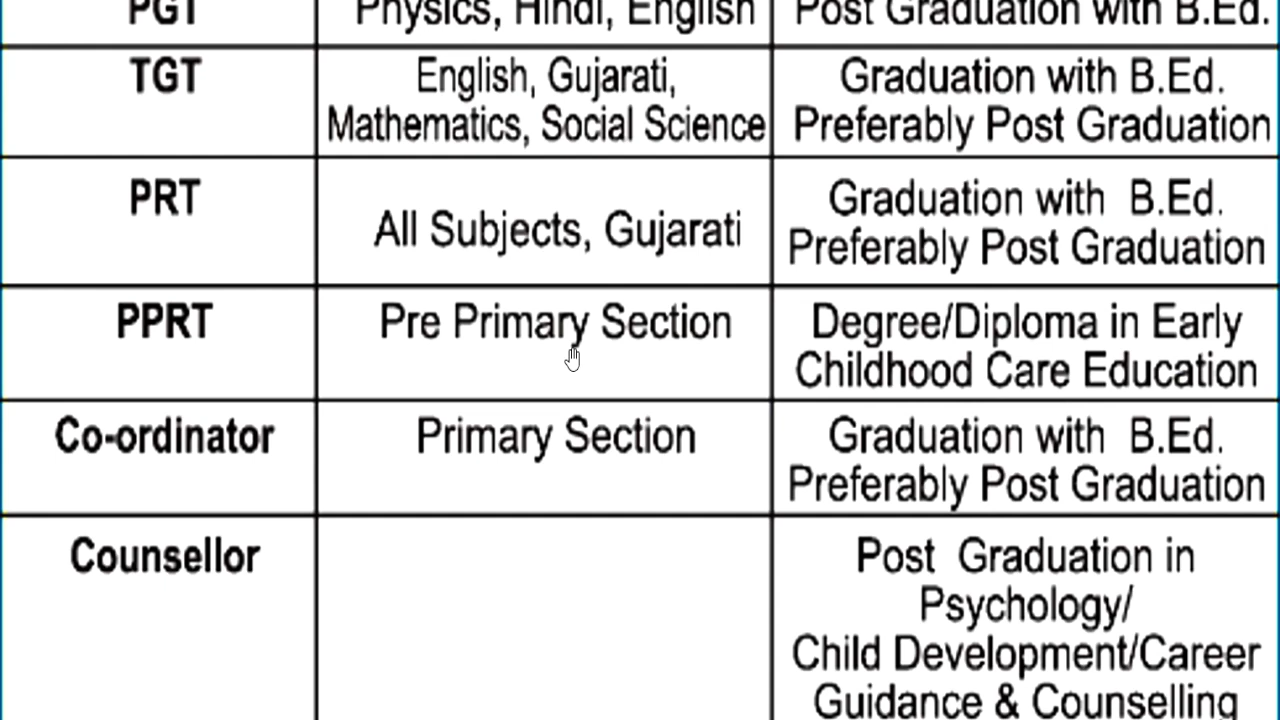 PGT
Physics, Hindi, English
Post Graduation with B.Ed.
TGT
English, Gujarati,
Mathematics, Social Science
Graduation with B.Ed.
Preferably Post Graduation
PRT
All Subjects, Gujarati
Graduation with B.Ed.
Preferably Post Graduation
PPRT
Pre Primary Section
Degree/Diploma in Early
Childhood Care Education
Co-ordinator
Primary Section
Graduation with B.Ed.
Preferably Post Graduation
Counsellor
Post Graduation in
Psychology/
Child Development/Career
Guidance & Counselling